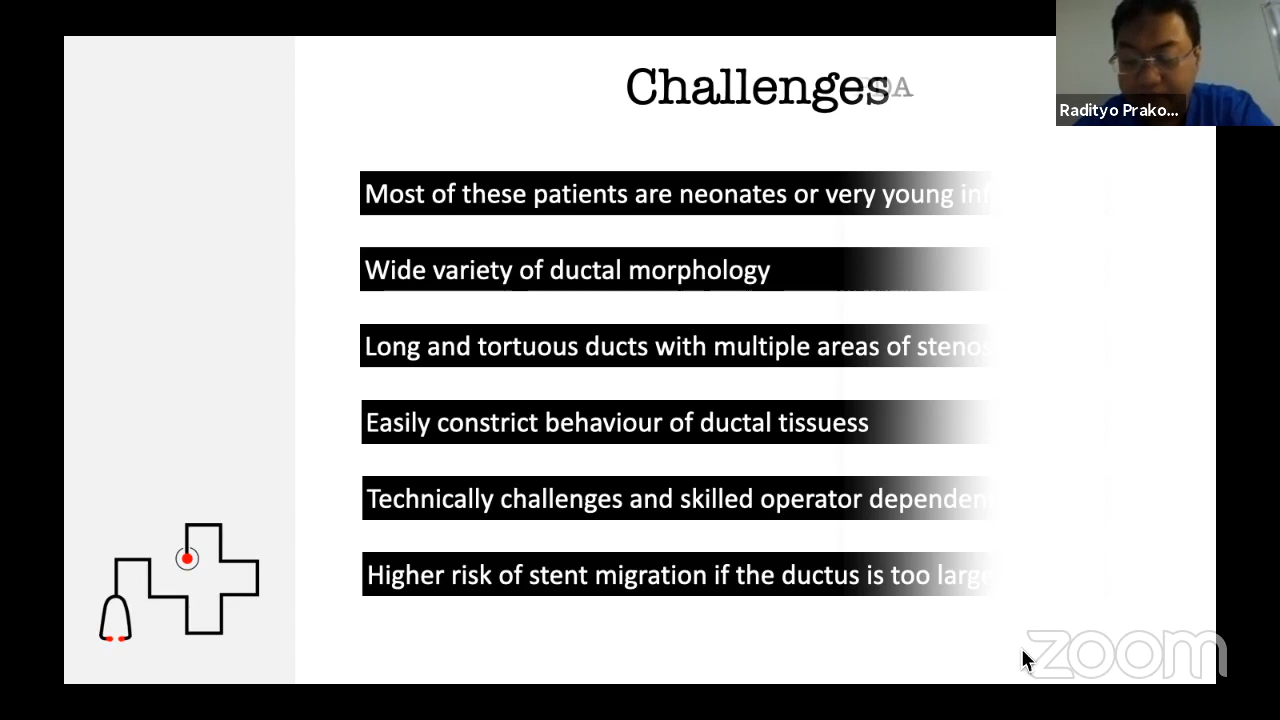 Challenges
Radityo Prako...
Most of these patients are neonates or very young
Wide variety of ductal morphology
Long and tortuous ducts with multiple areas of
Easily constrict behaviour of ductal tissuess
Technically challenges and skilled operator
Higher risk of stent migration if the ductus is too large
zoom